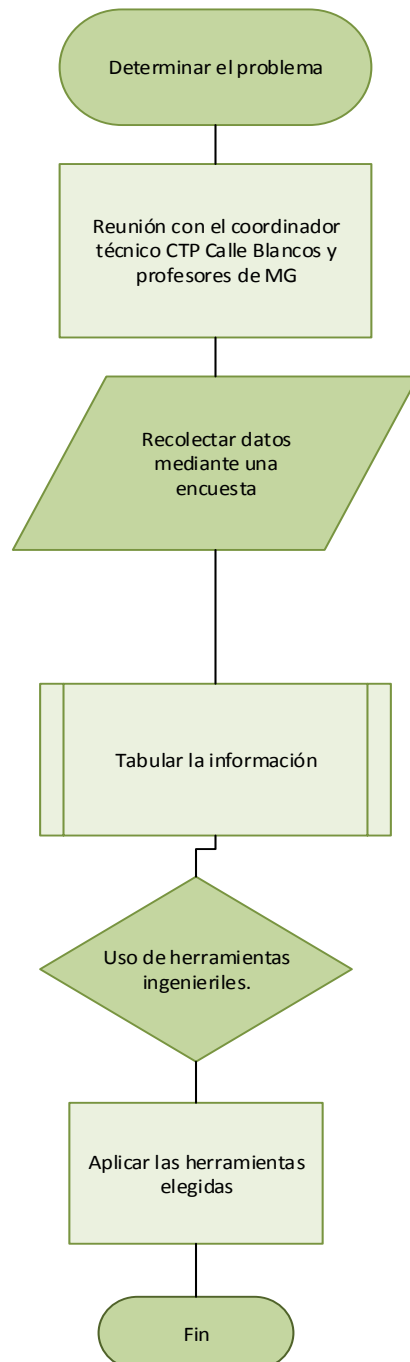 Determinar el problema
Reunión con el coordinador
técnico CTP Calle Blancos y
profesores de MG
Recolectar datos
mediante una
encuesta
Tabular la información
Uso de herramientas
ingenieriles.
Aplicar las herramientas
elegidas
Fin